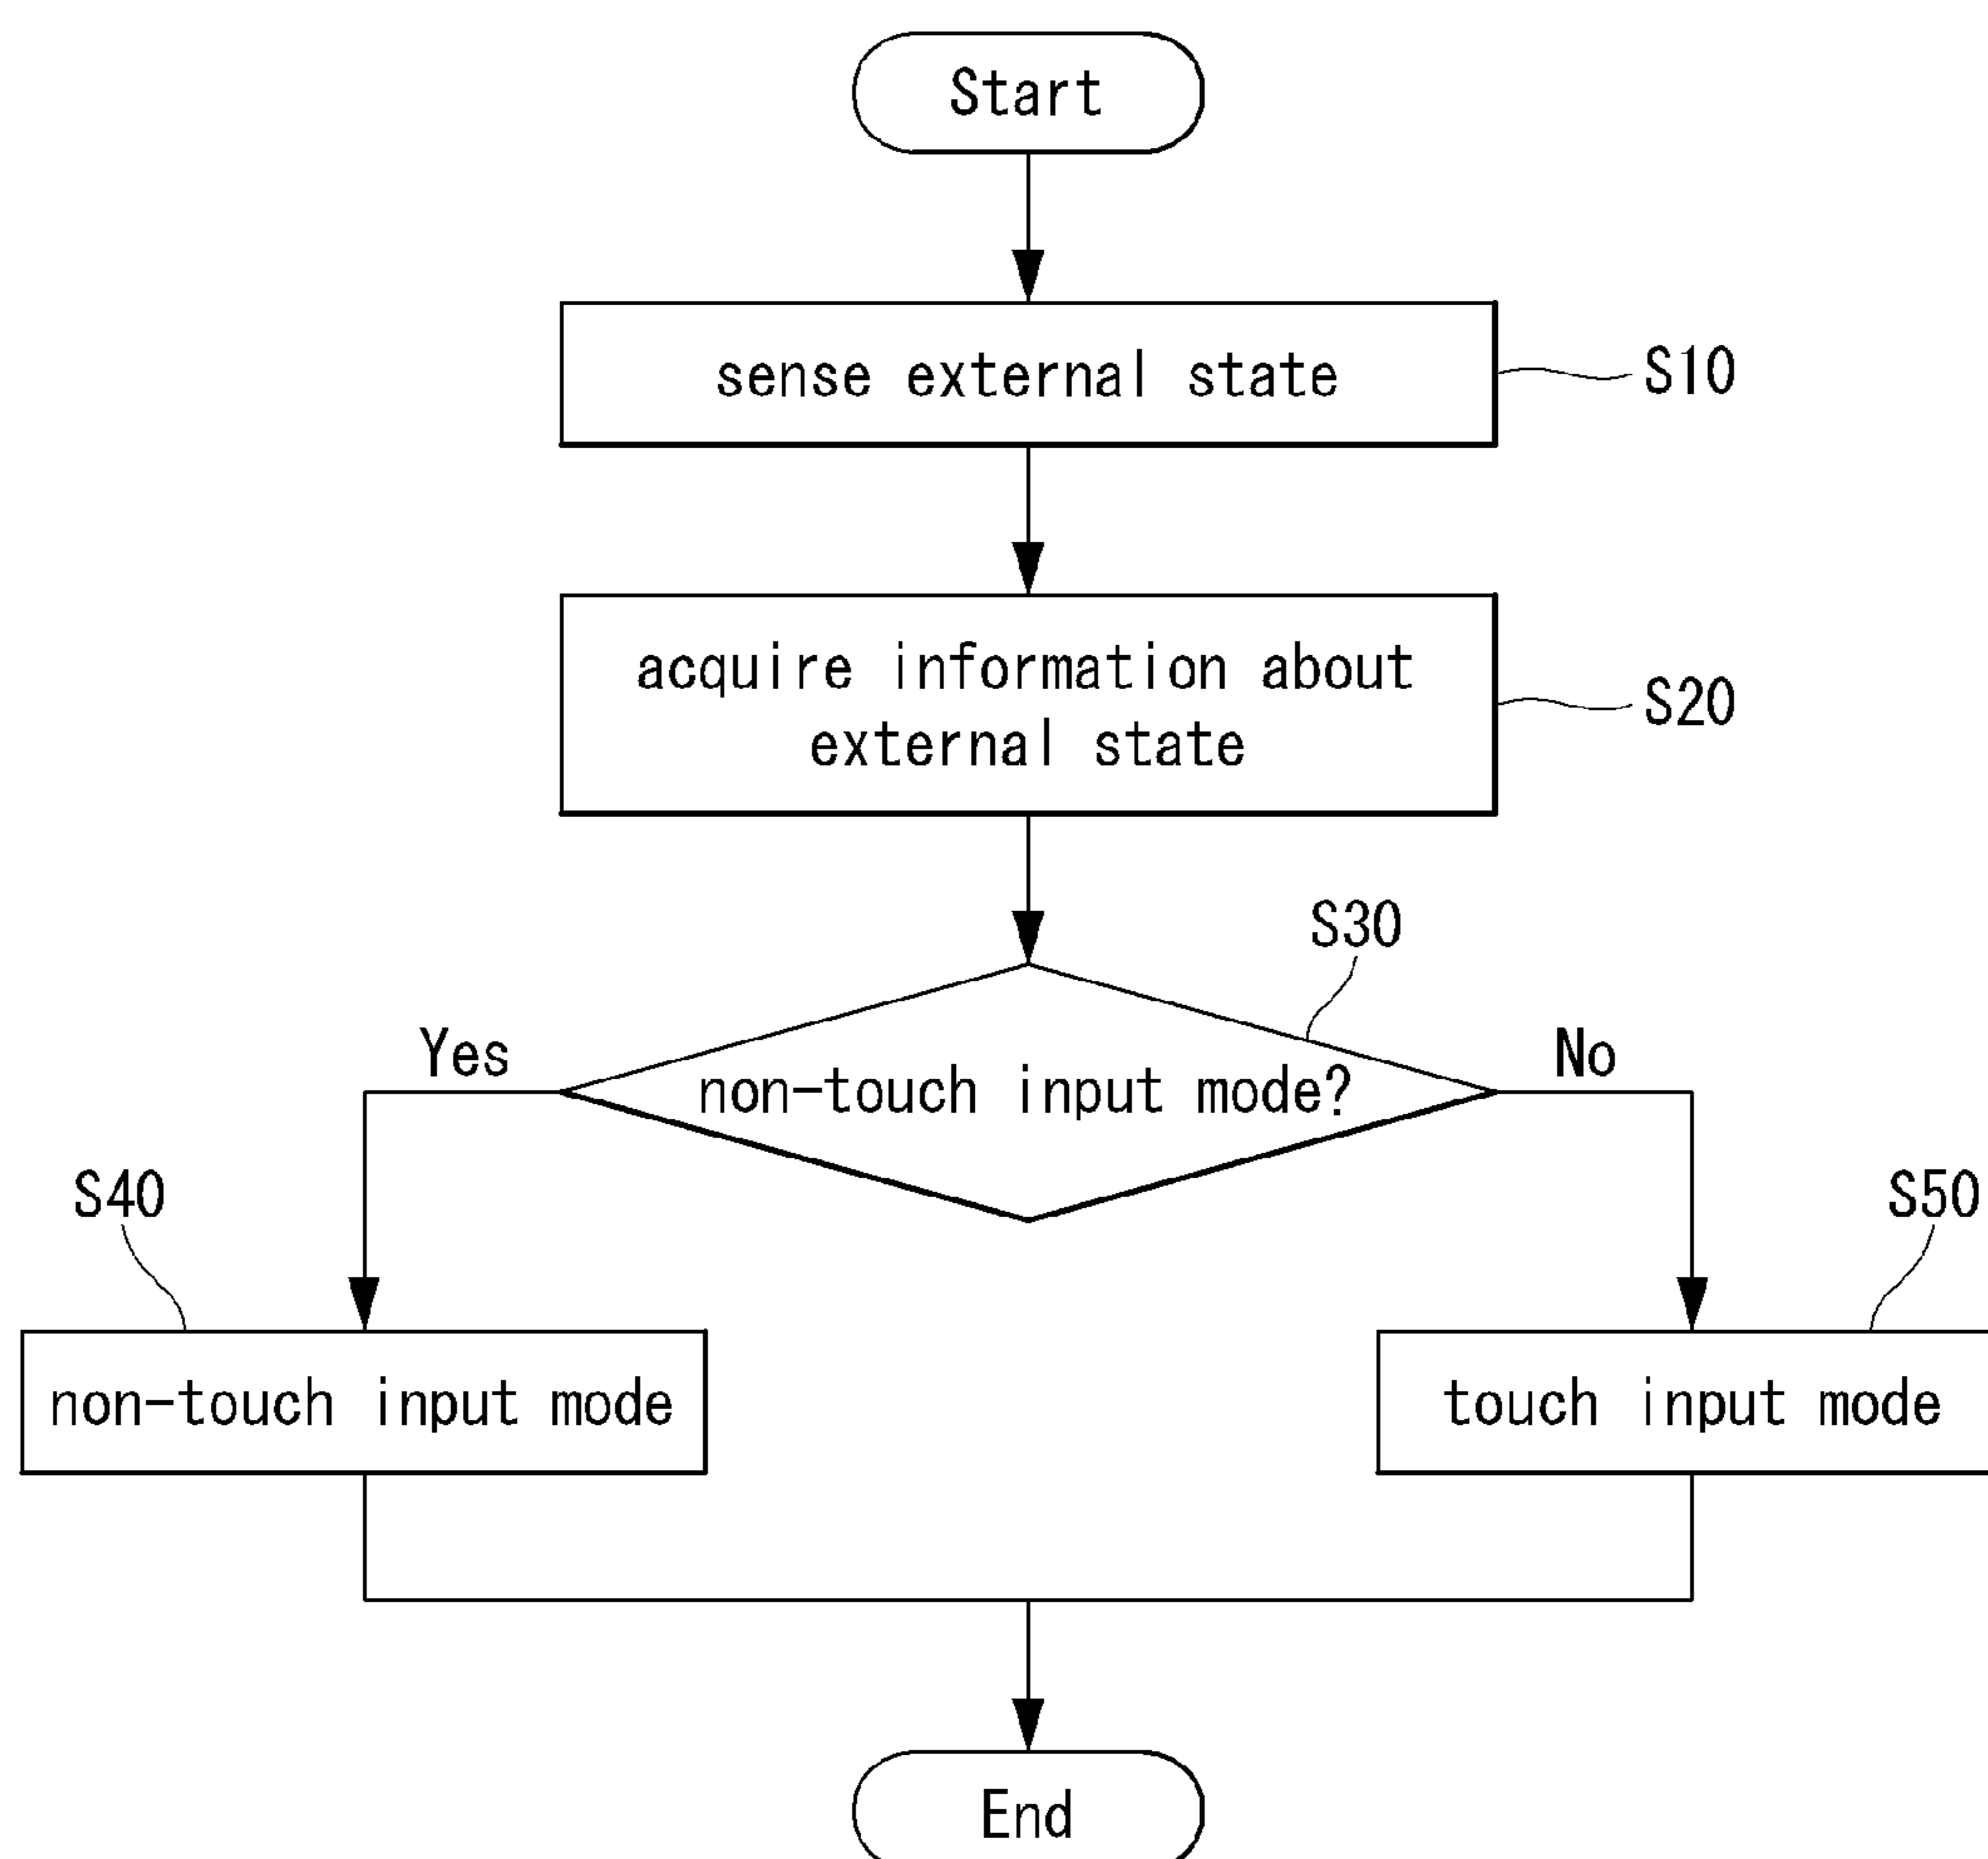 Start
sense external state
S10
acquire information about
external state
S20
S30
Yes
non-touch input mode?
No
S40
S50
non-touch input mode
touch input mode
End